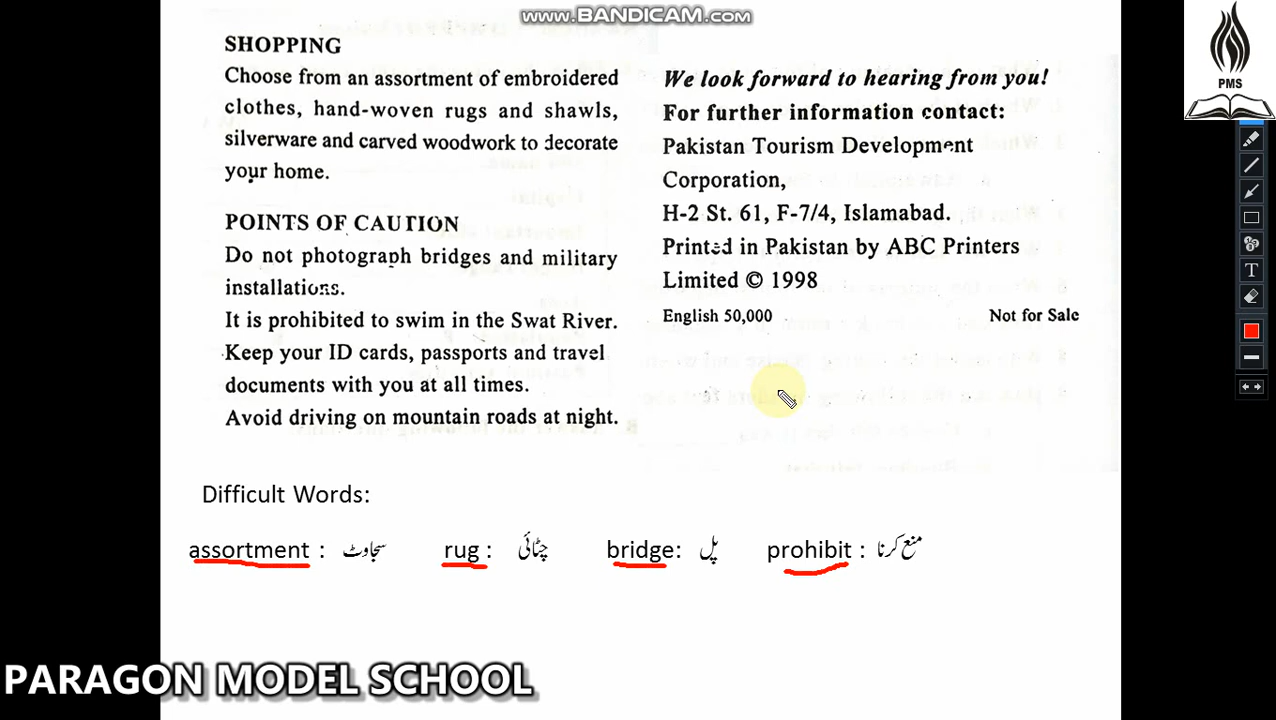 www.BANDICAM.com
PMS
SHOPPING
Choose from an assortment of embroidered
clothes, hand-woven rugs and shawls,
silverware and carved woodwork to decorate
your home.
POINTS OF CAUTION
Do not photograph bridges and military
installations.
It is prohibited to swim in the Swat River.
Keep your ID cards, passports and travel
documents with you at all times.
Avoid driving on mountain roads at night.
We look forward to hearing from you!
For further information contact:
Pakistan Tourism Development
Corporation,
H-2 St. 61, F-7/4, Islamabad.
Printed in Pakistan by ABC Printers
Limited © 1998
English 50,000 Not for Sale
Difficult Words:
assortment : سجاوٹ rug : چٹائی bridge: پل prohibit : منع کرنا
PARAGON MODEL SCHOOL